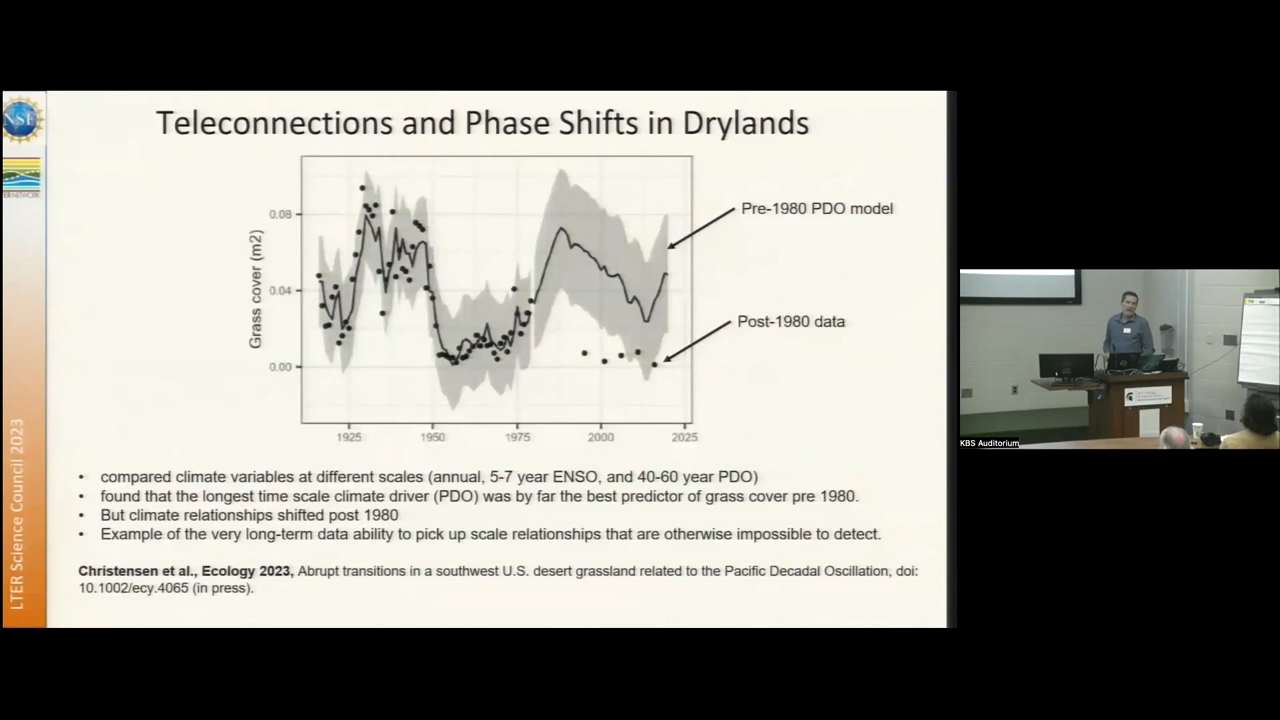 Teleconnections and Phase Shifts in Drylands
NSF
LTER Science Council 2023
Grass cover (m2)
0.08
0.04
0.00
1925
1950
1975
2000
2025
Pre-1980 PDO model
Post-1980 data
• compared climate variables at different scales (annual, 5-7 year ENSO, and 40-60 year PDO)
• found that the longest time scale climate driver (PDO) was by far the best predictor of grass cover pre 1980.
• But climate relationships shifted post 1980
• Example of the very long-term data ability to pick up scale relationships that are otherwise impossible to detect.
Christensen et al., Ecology 2023, Abrupt transitions in a southwest U.S. desert grassland related to the Pacific Decadal Oscillation, doi:
10.1002/ecy.4065 (in press).
KBS Auditorium